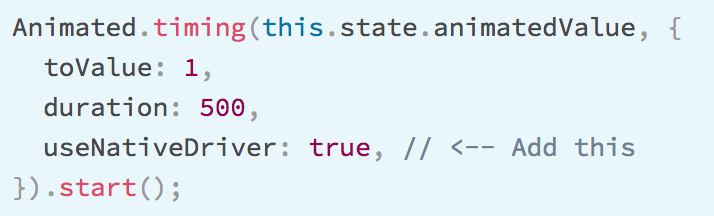 Animated.timing(this.state.animatedValue, {
  toValue: 1,
  duration: 500,
  useNativeDriver: true, // <-- Add this
}).start();